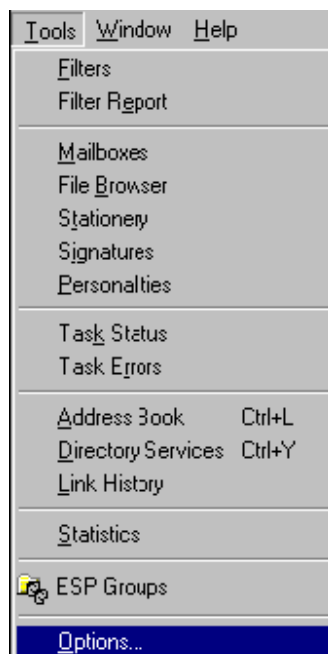 Tools Window Help
Filters
Filter Report
Mailboxes
File Browser
Stationery
Signatures
Personalties
Task Status
Task Errors
Address Book Ctrl+L
Directory Services Ctrl+Y
Link History
Statistics
ESP Groups
Options...